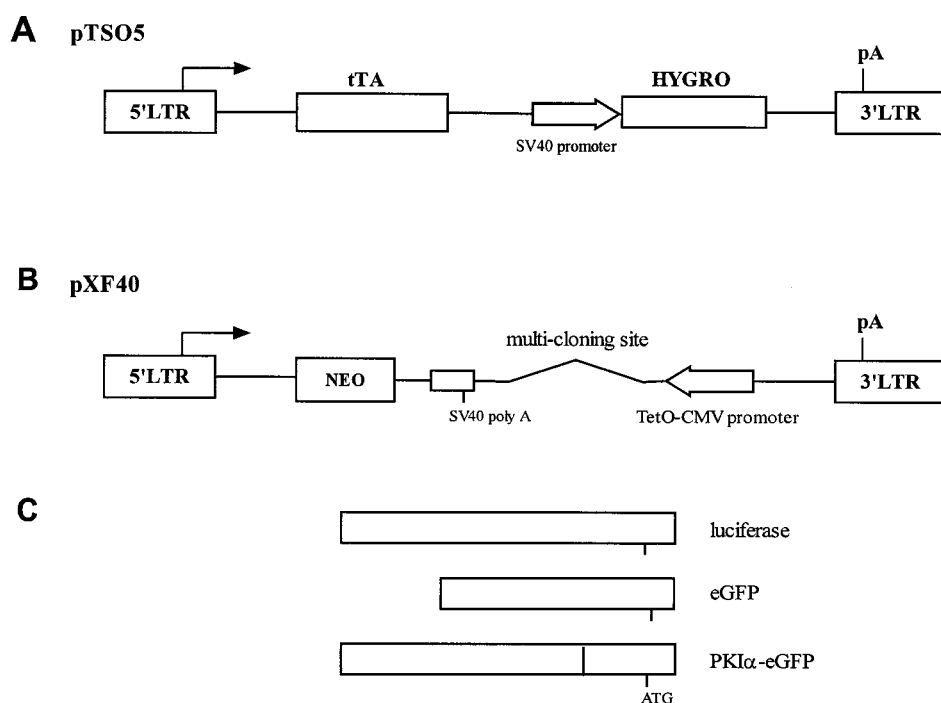 A pTSO5
tTA
HYGRO
pA
5'LTR
3'LTR
SV40 promoter
B pXF40
multi-cloning site
pA
5'LTR
NEO
3'LTR
SV40 poly A
TetO-CMV promoter
C
luciferase
eGFP
PKIα-eGFP
ATG